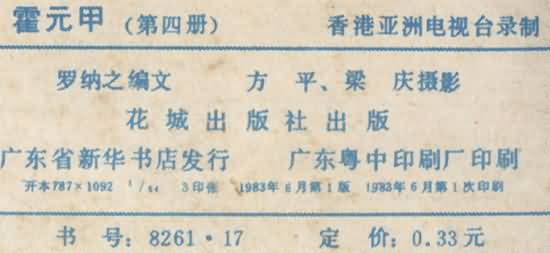 霍元甲 (第四册) 香港亚洲电视台录制
罗纳之编文 方 平、梁 庆摄影
花城出版社出版
广东省新华书店发行 广东粤中印刷厂印刷
开本787×1092 1/64 3印张 1983年6月第1版 1983年6月第1次印刷
书 号: 8261·17 定 价: 0.33元